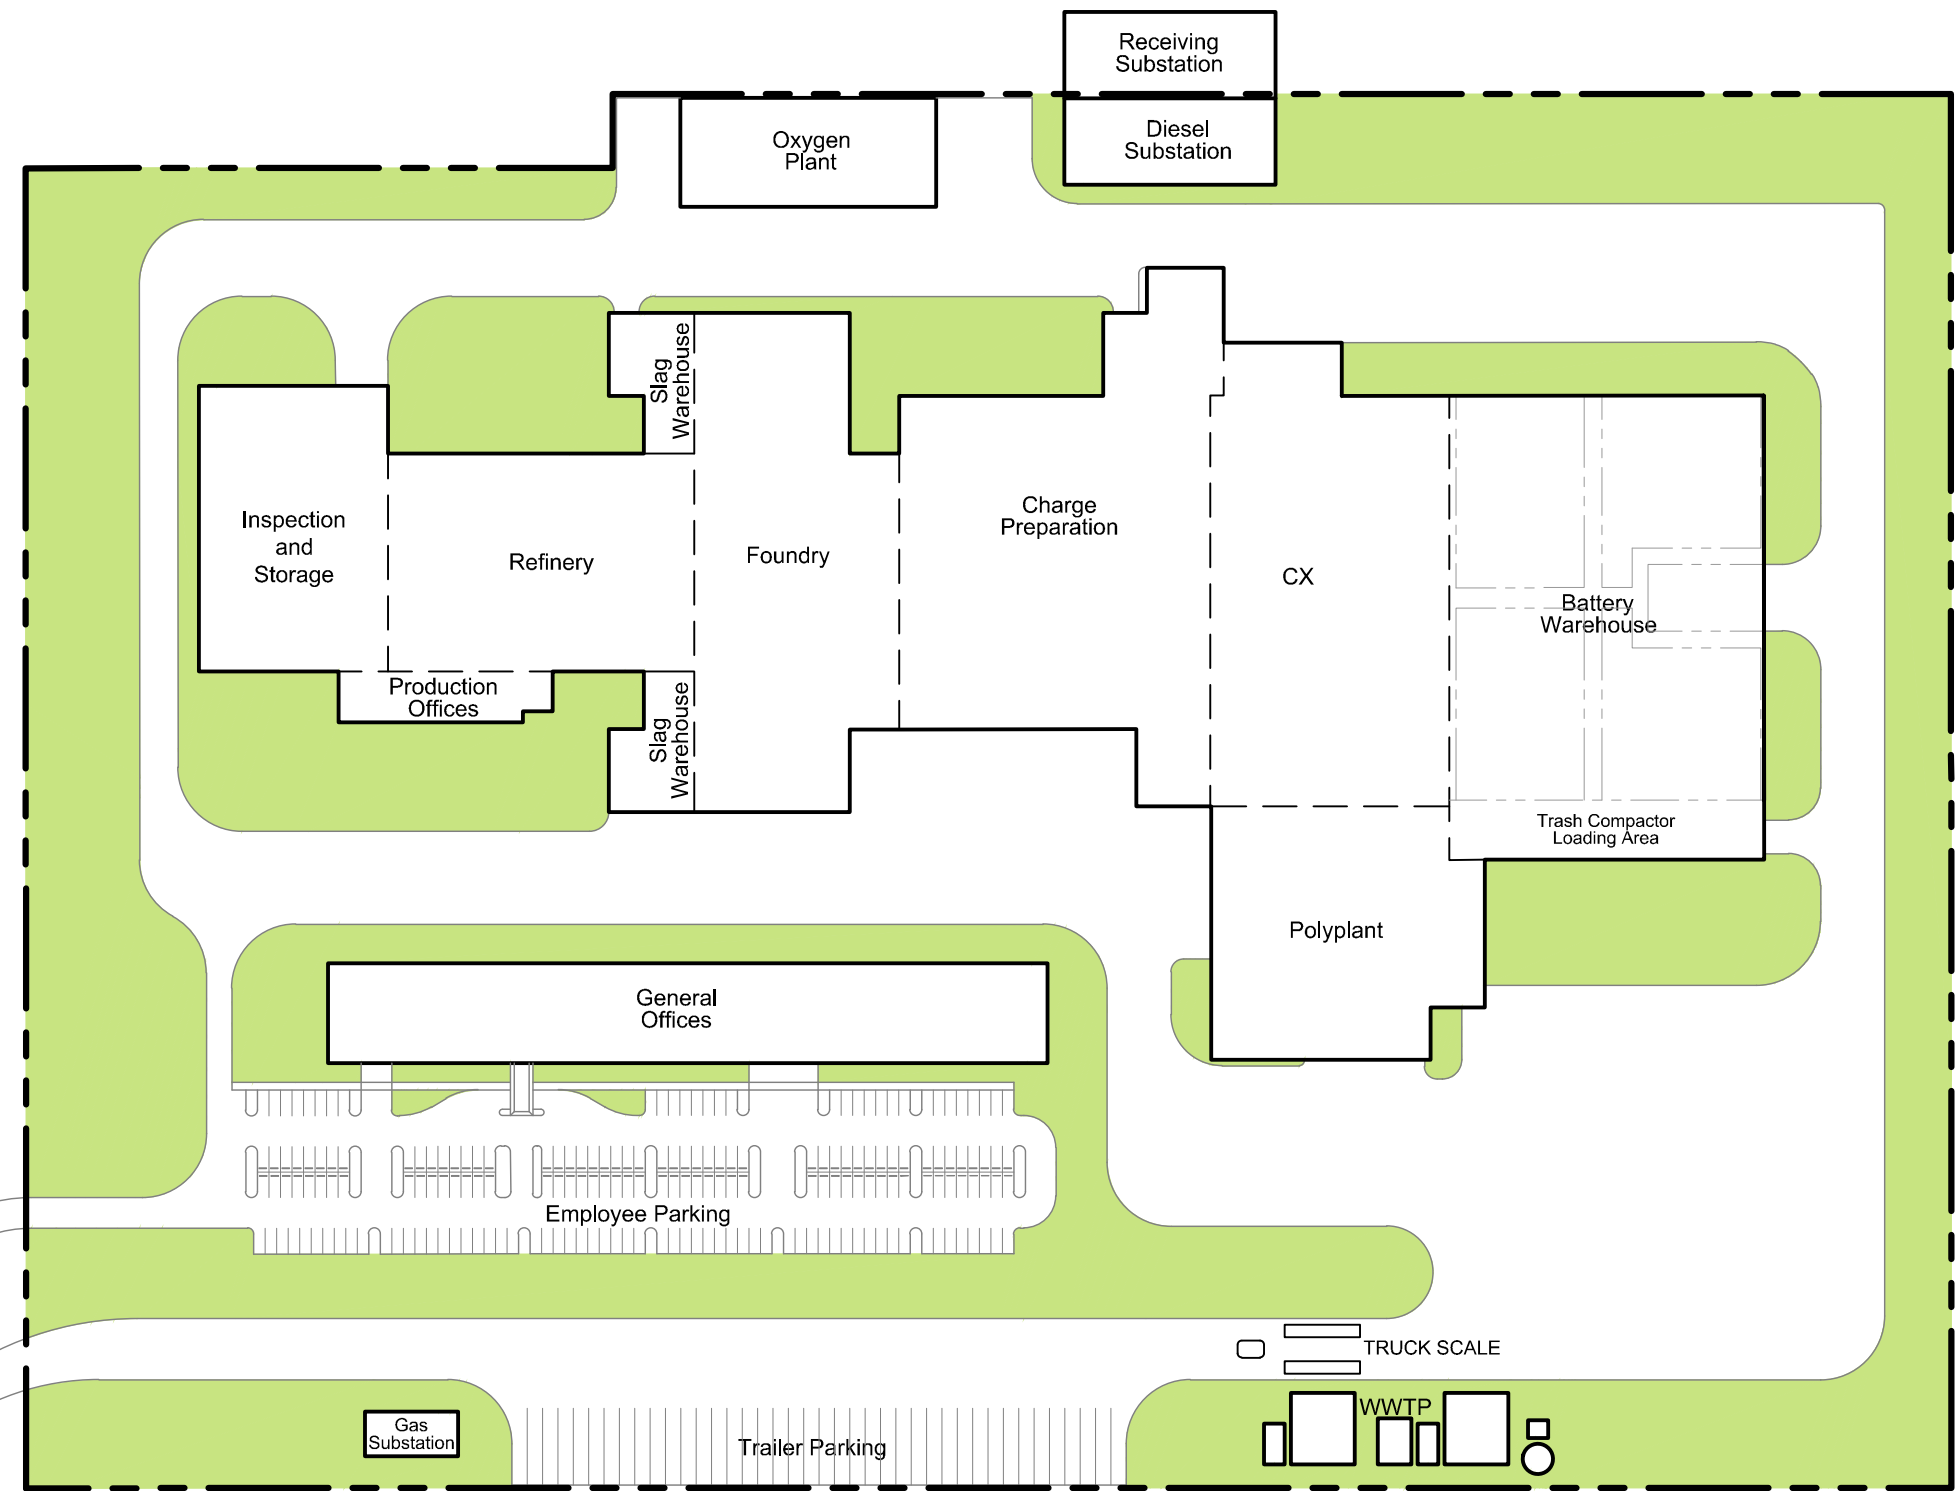 Receiving
Substation
Diesel
Substation
Oxygen
Plant
Slag
Warehouse
Inspection
and
Storage
Refinery
Foundry
Charge
Preparation
CX
Battery
Warehouse
Production
Offices
Slag
Warehouse
Trash Compactor
Loading Area
Polyplant
General
Offices
Employee Parking
TRUCK SCALE
WWTP
Gas
Substation
Trailer Parking